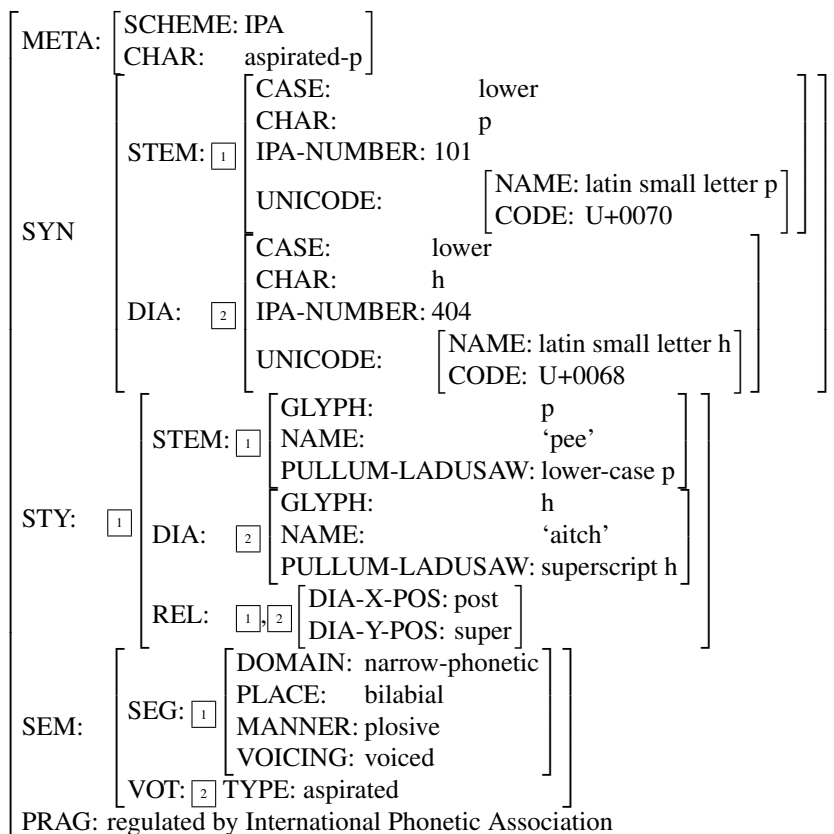 META: SCHEME: IPA
CHAR: aspirated-p
CASE: lower
CHAR: p
STEM: 1 IPA-NUMBER: 101
UNICODE: NAME: latin small letter p
CODE: U+0070
SYN
CASE: lower
CHAR: h
DIA: 2 IPA-NUMBER: 404
UNICODE: NAME: latin small letter h
CODE: U+0068
GLYPH: p
STEM: 1 NAME: ‘pee’
PULLUM-LADUSAW: lower-case p
STY: 1
GLYPH: h
DIA: 2 NAME: ‘aitch’
PULLUM-LADUSAW: superscript h
REL: 1,2 DIA-X-POS: post
DIA-Y-POS: super
DOMAIN: narrow-phonetic
SEG: 1 PLACE: bilabial
SEM: MANNER: plosive
VOICING: voiced
VOT: 2 TYPE: aspirated
PRAG: regulated by International Phonetic Association